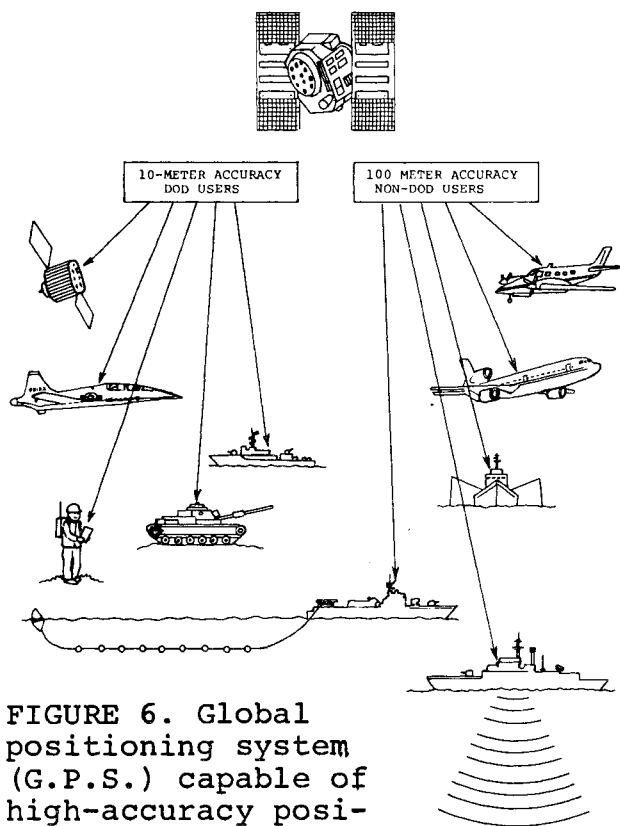 10-METER ACCURACY
DOD USERS
100 METER ACCURACY
NON-DOD USERS
FIGURE 6. Global
positioning system
(G.P.S.) capable of
high-accuracy posi-